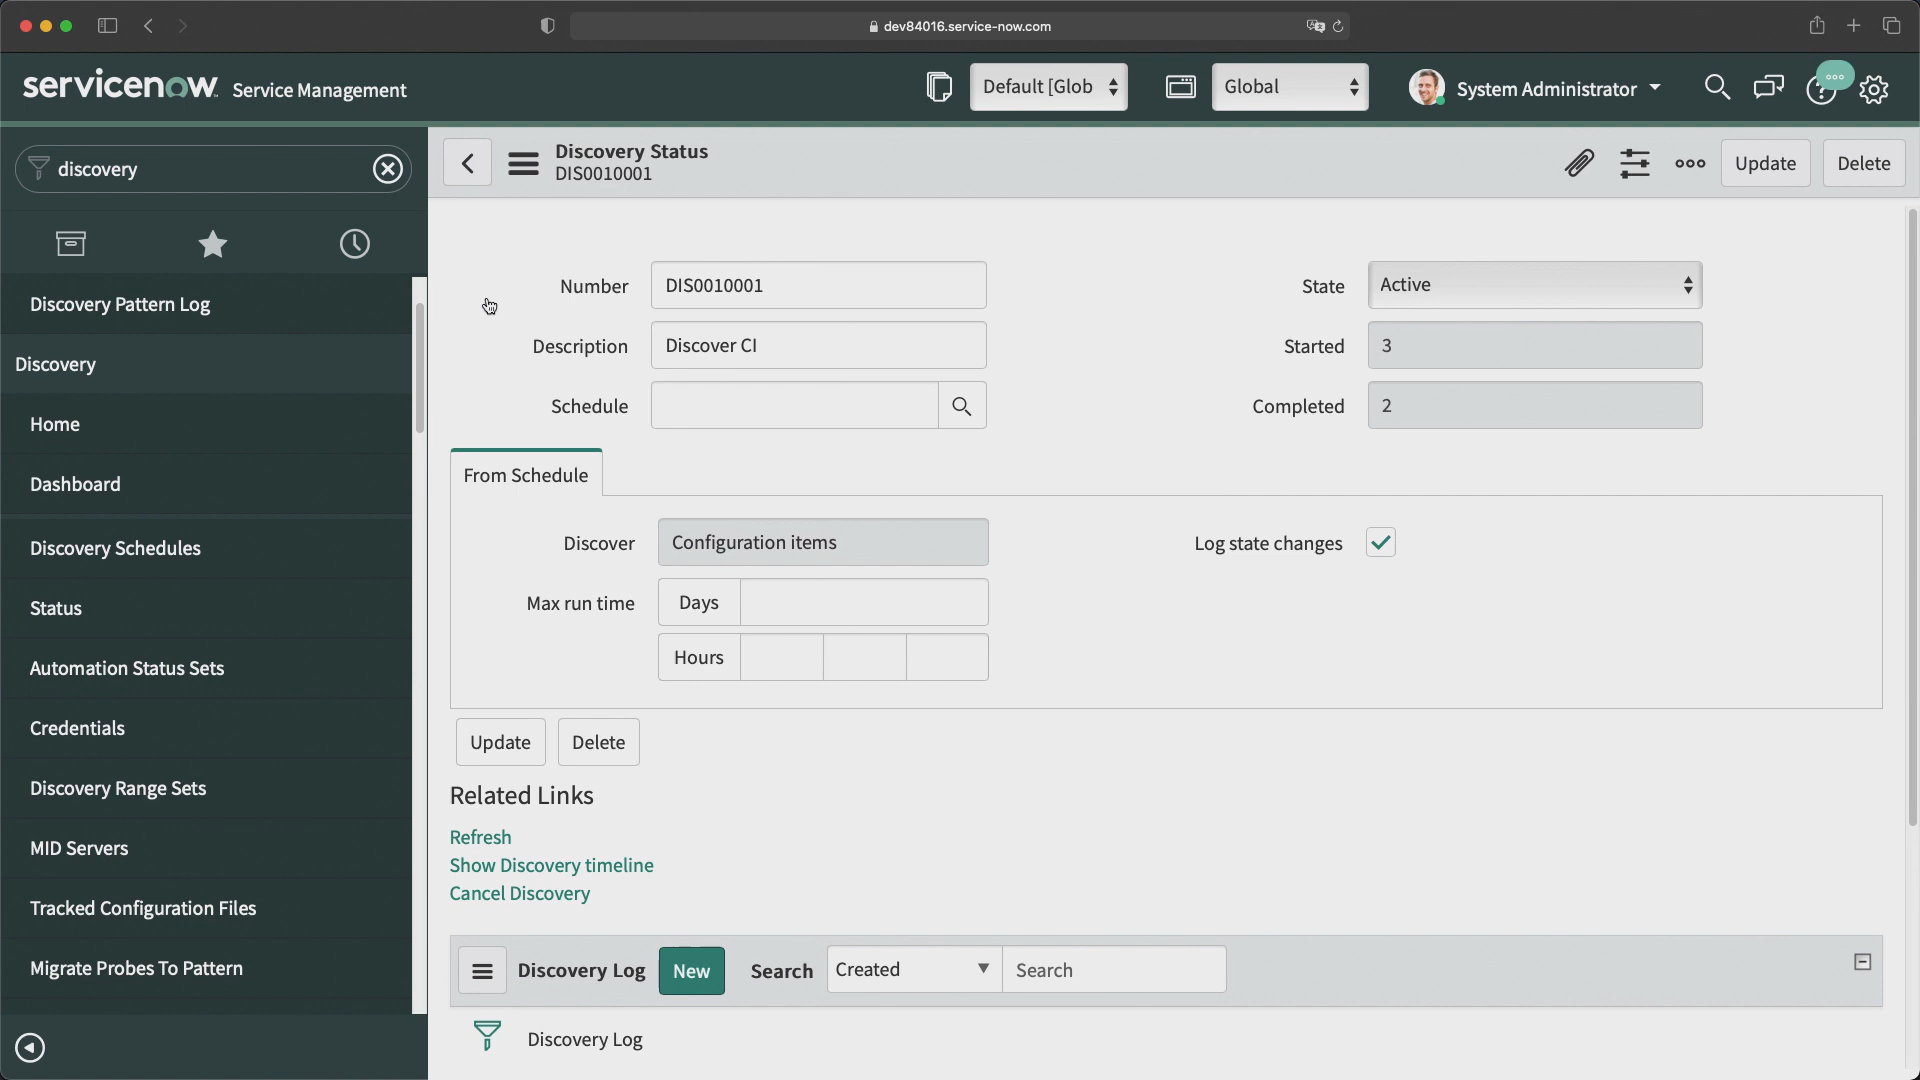 dev84016.service-now.com
servicenow Service Management
Default [Glob
Global
System Administrator
discovery
Discovery Status
DIS0010001
Update
Delete
Discovery Pattern Log
Discovery
Home
Dashboard
Discovery Schedules
Status
Automation Status Sets
Credentials
Discovery Range Sets
MID Servers
Tracked Configuration Files
Migrate Probes To Pattern
Number DIS0010001
State Active
Description Discover CI
Started 3
Schedule
Completed 2
From Schedule
Discover Configuration items
Log state changes
Max run time Days
Hours
Update Delete
Related Links
Refresh
Show Discovery timeline
Cancel Discovery
Discovery Log New Search Created Search
Discovery Log